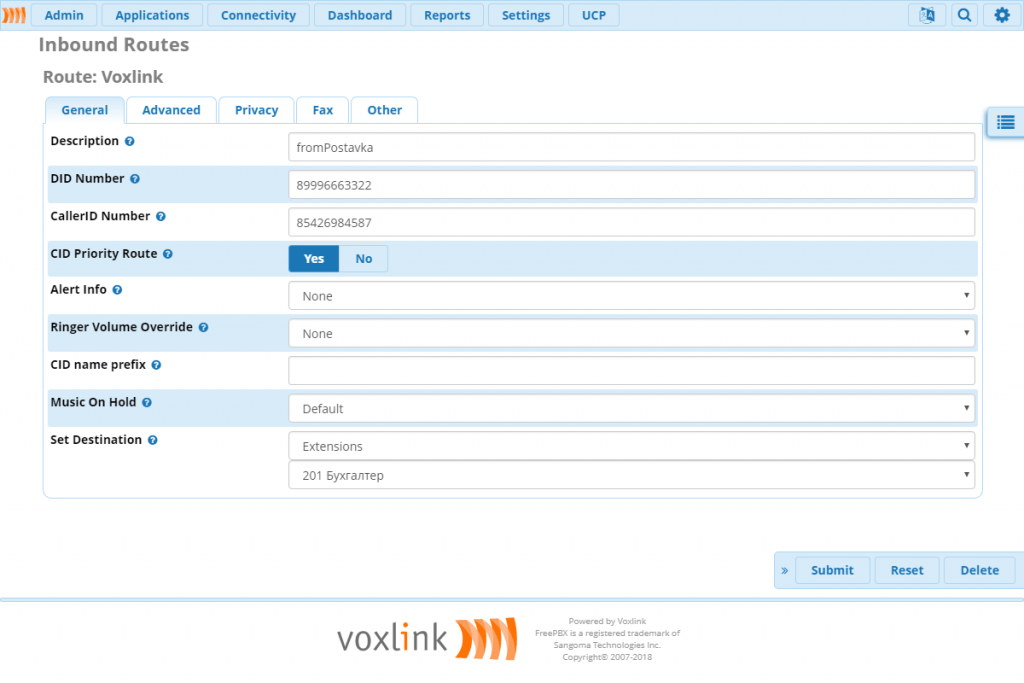 Admin Applications Connectivity Dashboard Reports Settings UCP
Inbound Routes
Route: Voxlink
General Advanced Privacy Fax Other
Description
fromPostavka
DID Number
89996663322
CallerID Number
85426984587
CID Priority Route
Yes No
Alert Info
None
Ringer Volume Override
None
CID name prefix
Music On Hold
Default
Set Destination
Extensions
201 Бухгалтер
» Submit Reset Delete
voxlink
Powered by Voxlink
FreePBX is a registered trademark of
Sangoma Technologies Inc.
Copyright© 2007-2018